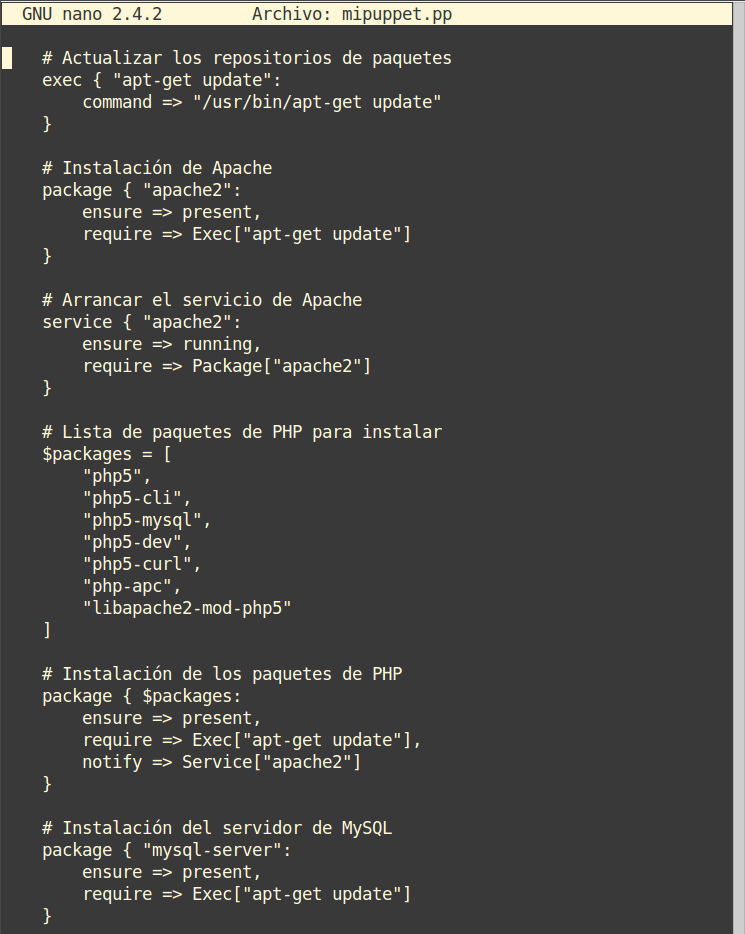 GNU nano 2.4.2 Archivo: mipuppet.pp
# Actualizar los repositorios de paquetes
exec { "apt-get update":
command => "/usr/bin/apt-get update"
}
# Instalación de Apache
package { "apache2":
ensure => present,
require => Exec["apt-get update"]
}
# Arrancar el servicio de Apache
service { "apache2":
ensure => running,
require => Package["apache2"]
}
# Lista de paquetes de PHP para instalar
$packages = [
"php5",
"php5-cli",
"php5-mysql",
"php5-dev",
"php5-curl",
"php-apc",
"libapache2-mod-php5"
]
# Instalación de los paquetes de PHP
package { $packages:
ensure => present,
require => Exec["apt-get update"],
notify => Service["apache2"]
}
# Instalación del servidor de MySQL
package { "mysql-server":
ensure => present,
require => Exec["apt-get update"]
}